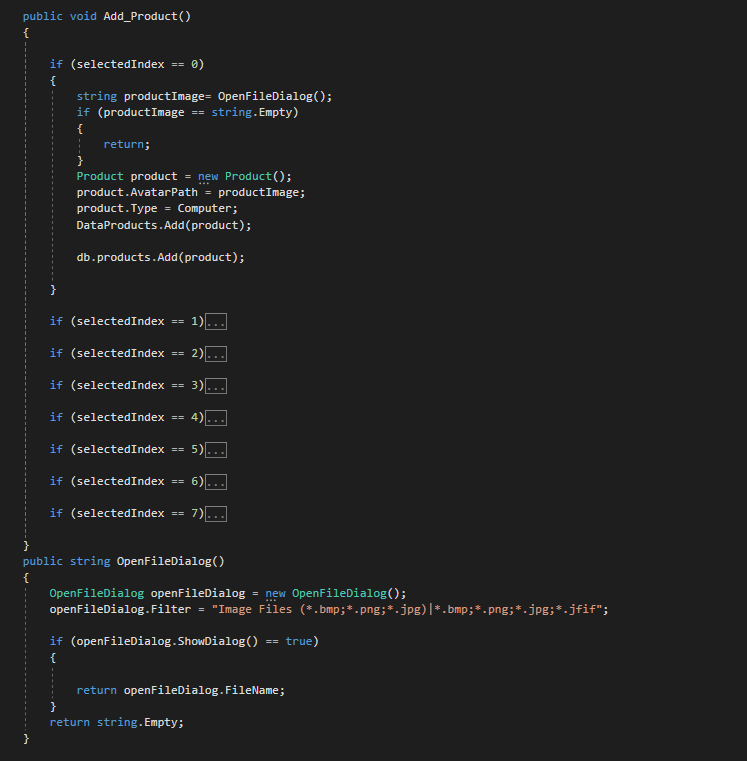 public void Add_Product()
{
if (selectedIndex == 0)
{
string productImage= OpenFileDialog();
if (productImage == string.Empty)
{
return;
}
Product product = new Product();
product.AvatarPath = productImage;
product.Type = Computer;
DataProducts.Add(product);
db.products.Add(product);
}
if (selectedIndex == 1)...
if (selectedIndex == 2)...
if (selectedIndex == 3)...
if (selectedIndex == 4)...
if (selectedIndex == 5)...
if (selectedIndex == 6)...
if (selectedIndex == 7)...
}
public string OpenFileDialog()
{
OpenFileDialog openFileDialog = new OpenFileDialog();
openFileDialog.Filter = "Image Files (*.bmp;*.png;*.jpg)|*.bmp;*.png;*.jpg;*.jfif";
if (openFileDialog.ShowDialog() == true)
{
return openFileDialog.FileName;
}
return string.Empty;
}